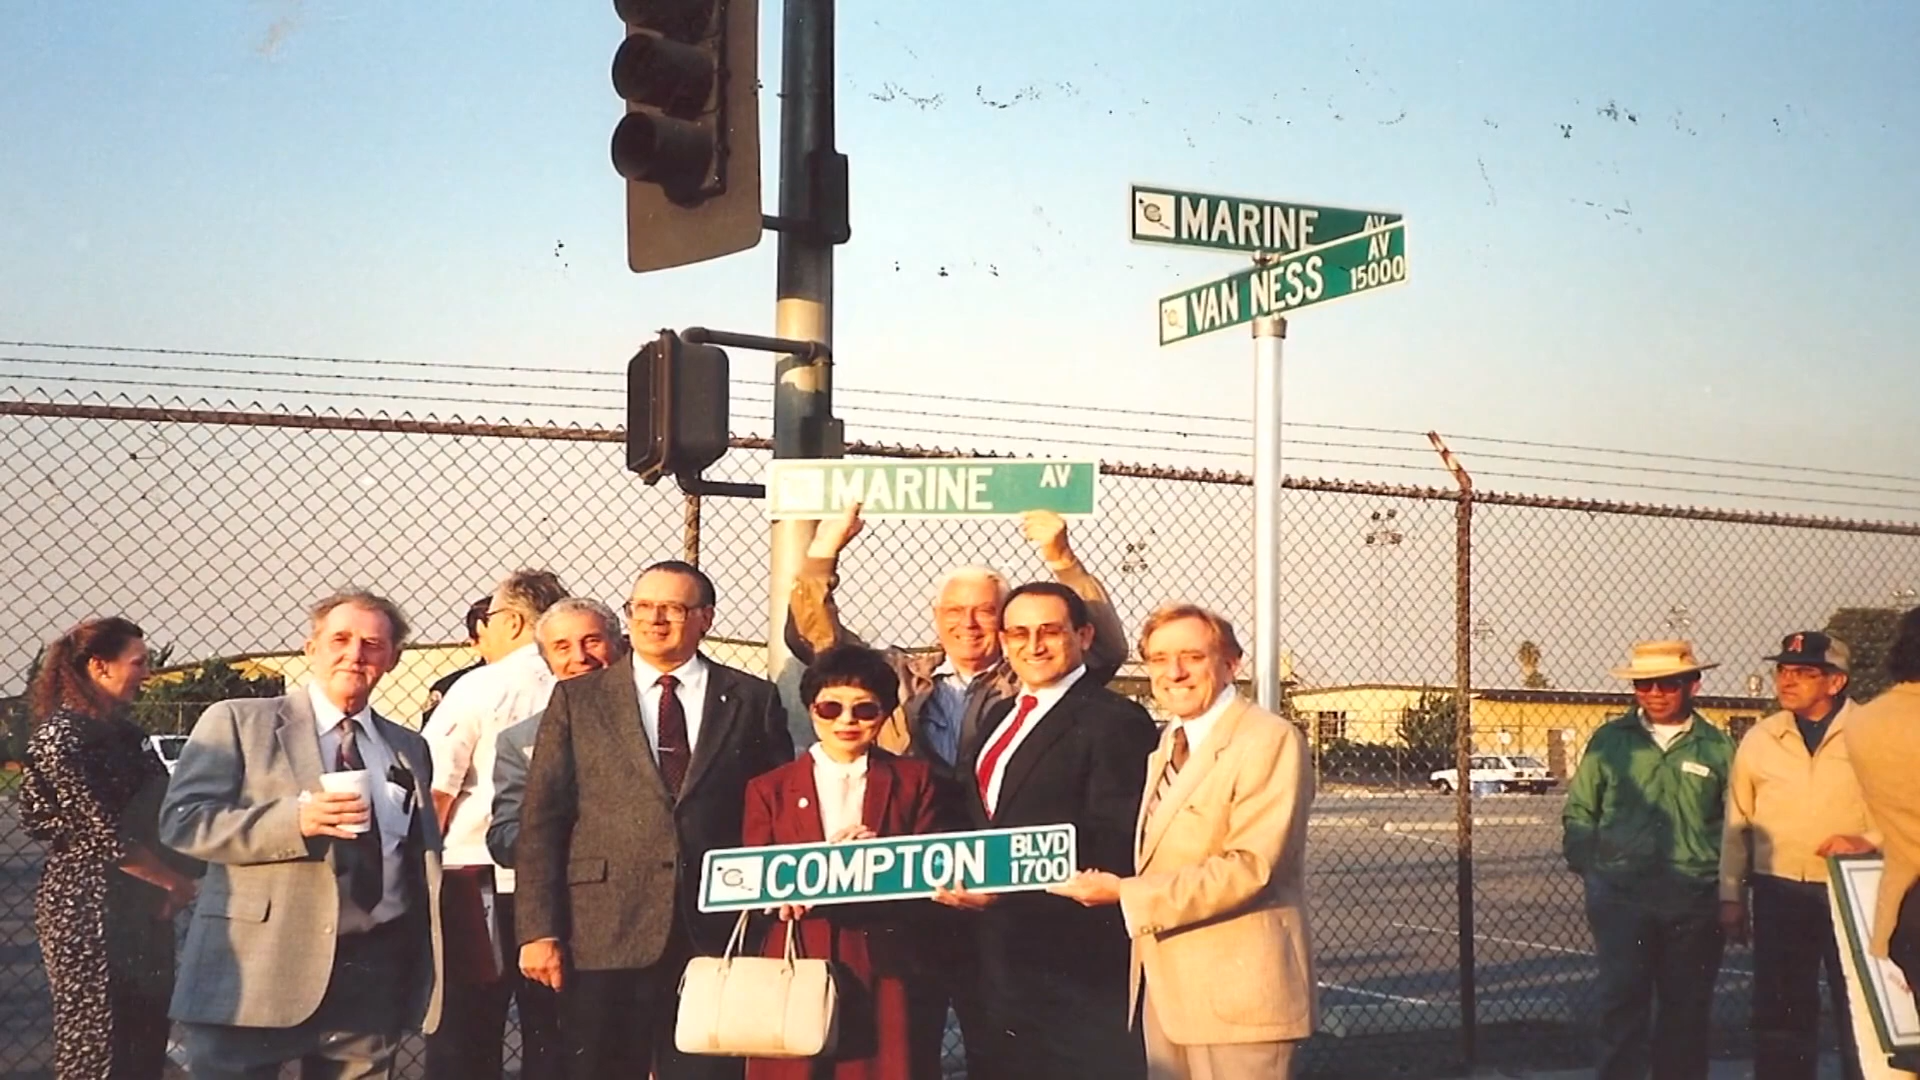 MARINE AV
VAN NESS AV 15000
MARINE AV
COMPTON BLVD 1700